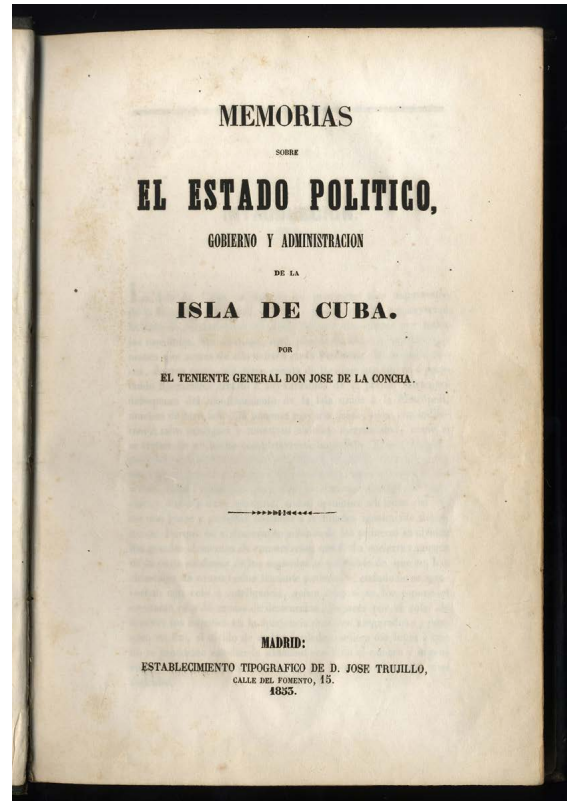 MEMORIAS
SOBRE
EL ESTADO POLITICO,
GOBIERNO Y ADMINISTRACION
DE LA
ISLA DE CUBA.
POR
EL TENIENTE GENERAL DON JOSE DE LA CONCHA.
MADRID:
ESTABLECIMIENTO TIPOGRAFICO DE D. JOSE TRUJILLO,
CALLE DEL FOMENTO, 15.
1853.